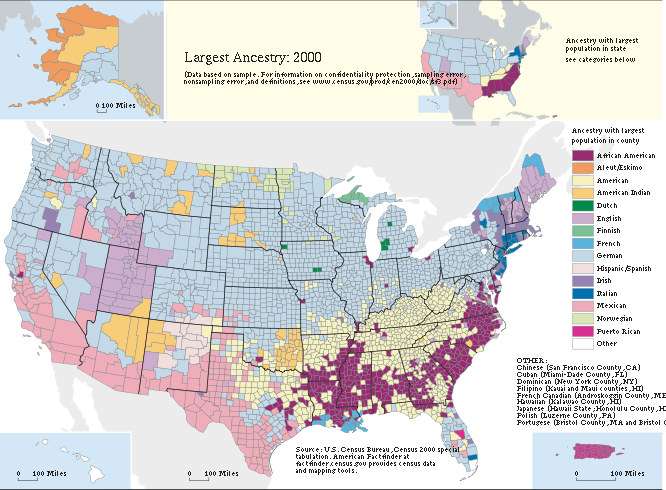 Largest Ancestry: 2000
(Data based on sample. For information on confidentiality protection, sampling error,
nonsampling error, and definitions, see www.census.gov/prod/cen2000/doc/sf3.pdf)
Ancestry with largest
population in state
see categories below
0 100 Miles
Ancestry with largest
population in county
African American
Aleut/Eskimo
American
American Indian
Dutch
English
Finnish
French
German
Hispanic/Spanish
Irish
Italian
Mexican
Norwegian
Puerto Rican
Other
OTHER:
Chinese (San Francisco County, CA)
Cuban (Miami-Dade County, FL)
Dominican (New York County, NY)
Filipino (Kauai and Maui counties, HI)
French Canadian (Androskoggin County, ME
Hawaiian (Kalawao County, HI)
Japanese (Hawaii State; Honolulu County, H
Polish (Luzerne County, PA)
Portuguese (Bristol County, MA and Bristol C
Source: U.S. Census Bureau, Census 2000 special
tabulation. American Factfinder at
factfinder.census.gov provides census data
and mapping tools.
0 100 Miles
0 100 Miles
0 100 Miles